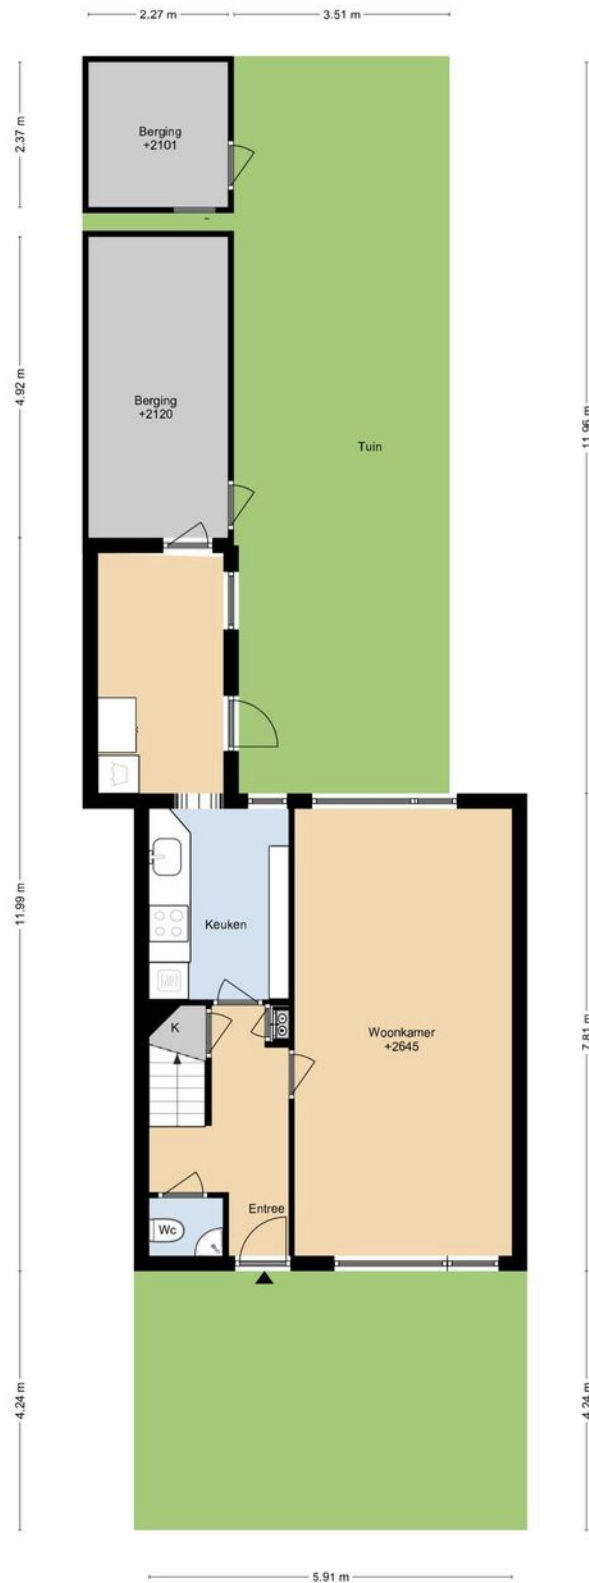 2.27 m
3.51 m
2.37 m
Berging
+2101
4.92 m
Berging
+2120
Tuin
11.96 m
11.99 m
Keuken
K
Woonkamer
+2645
7.81 m
Entree
Wc
4.24 m
4.24 m
5.91 m